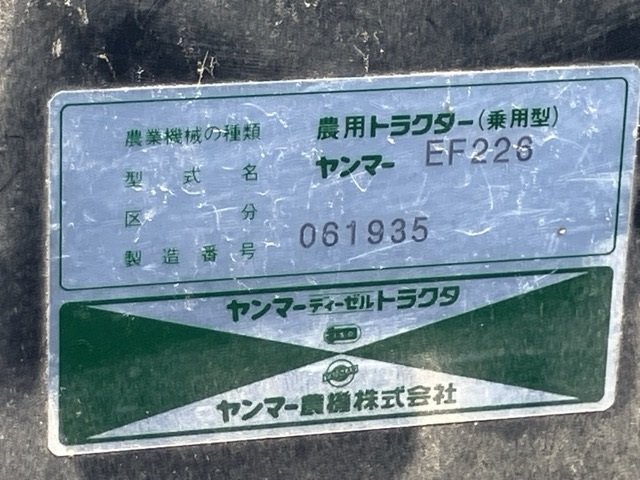 農業機械の種類 農用トラクター(乗用型)
型式名 ヤンマー EF226
区分
製造番号 061935
ヤンマーディーゼルトラクタ
ヤンマー農機株式会社